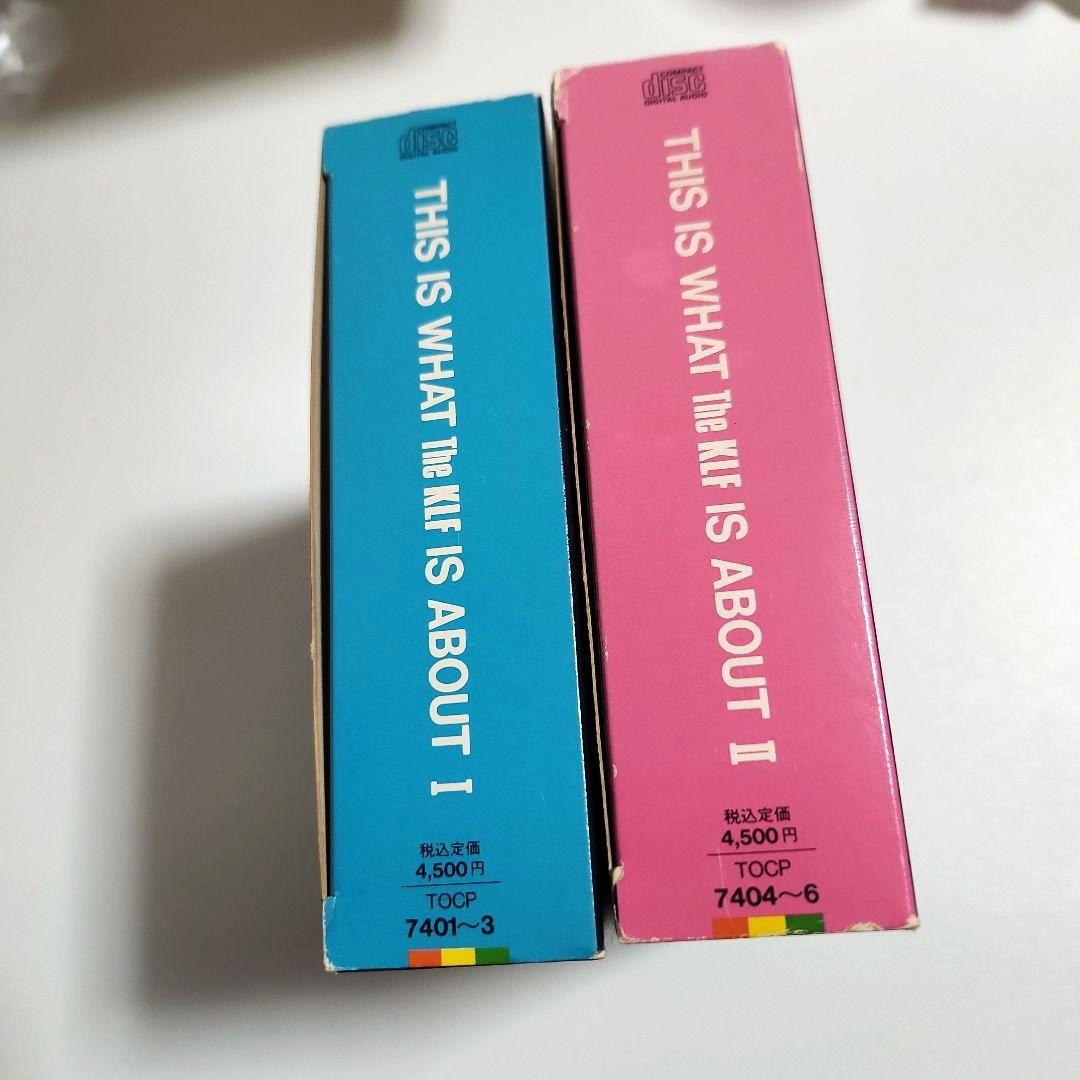 COMPACT
disc
DIGITAL AUDIO
THIS IS WHAT The KLF IS ABOUT I
税込定価
4,500円
TOCP
7401〜3
COMPACT
disc
DIGITAL AUDIO
THIS IS WHAT The KLF IS ABOUT II
税込定価
4,500円
TOCP
7404〜6